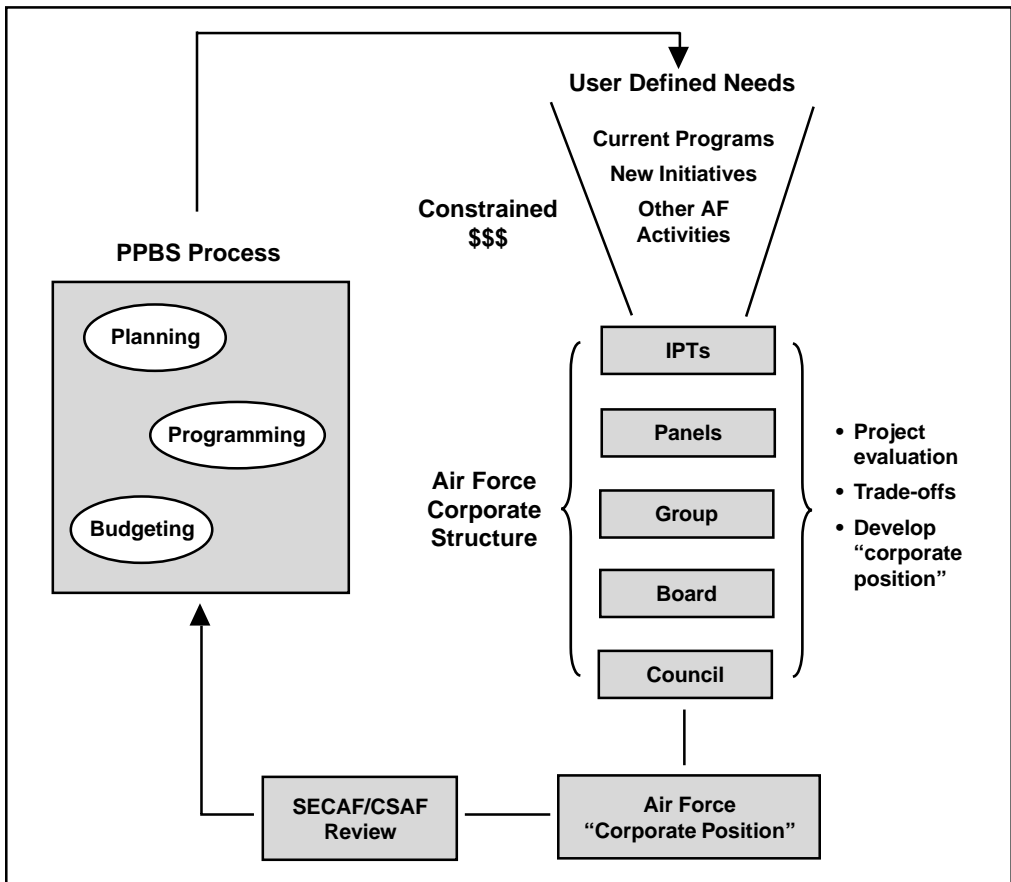 User Defined Needs
Current Programs
New Initiatives
Other AF
Activities
Constrained
$$$
PPBS Process
Planning
Programming
Budgeting
Air Force
Corporate
Structure
IPTs
Panels
Group
Board
Council
• Project
evaluation
• Trade-offs
• Develop
“corporate
position”
SECAF/CSAF
Review
Air Force
“Corporate Position”